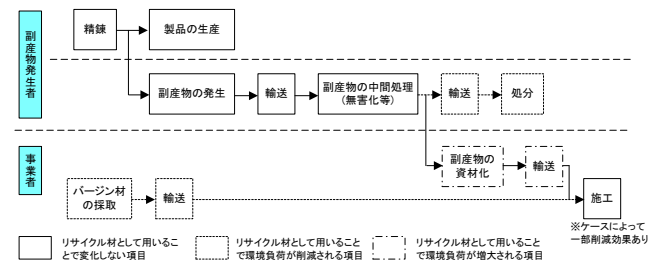 精錬
製品の生産
副産物発生者
副産物の発生
輸送
副産物の中間処理
(無害化等)
輸送
処分
事業者
副産物の
資材化
輸送
バージン材
の採取
輸送
施工
※ケースによって
一部削減効果あり
リサイクル材として用いるこ
とで変化しない項目
リサイクル材として用いること
で環境負荷が削減される項目
リサイクル材として用いること
で環境負荷が増大される項目